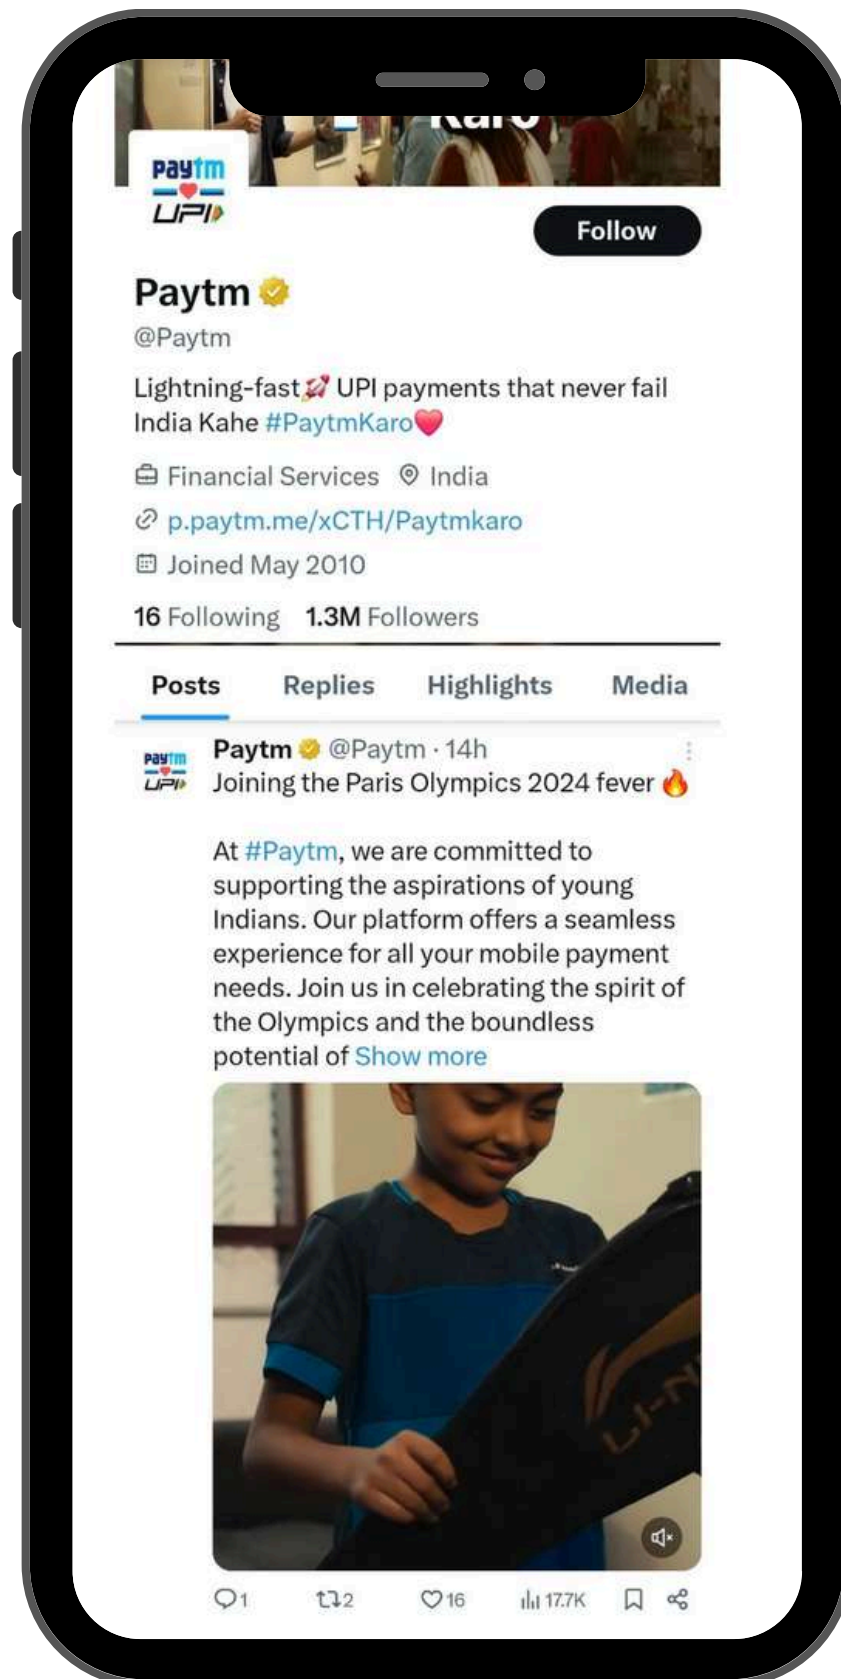 Karo
paytm
UPI
Follow
Paytm
@Paytm
Lightning-fast🚀 UPI payments that never fail
India Kahe #PaytmKaro❤️
Financial Services India
p.paytm.me/xCTH/Paytmkaro
Joined May 2010
16 Following 1.3M Followers
Posts Replies Highlights Media
paytm
UPI
Paytm @Paytm · 14h
Joining the Paris Olympics 2024 fever 🔥
At #Paytm, we are committed to
supporting the aspirations of young
Indians. Our platform offers a seamless
experience for all your mobile payment
needs. Join us in celebrating the spirit of
the Olympics and the boundless
potential of Show more
LI-N
1 2 16 17.7K